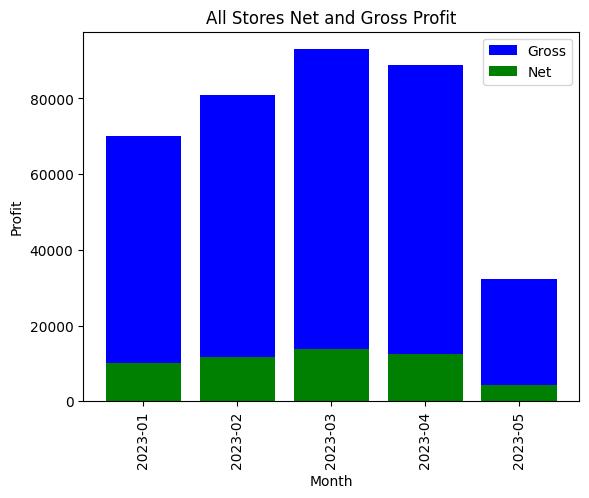 All Stores Net and Gross Profit
Gross
Net
80000
60000
40000
20000
0
Profit
2023-01
2023-02
2023-03
2023-04
2023-05
Month